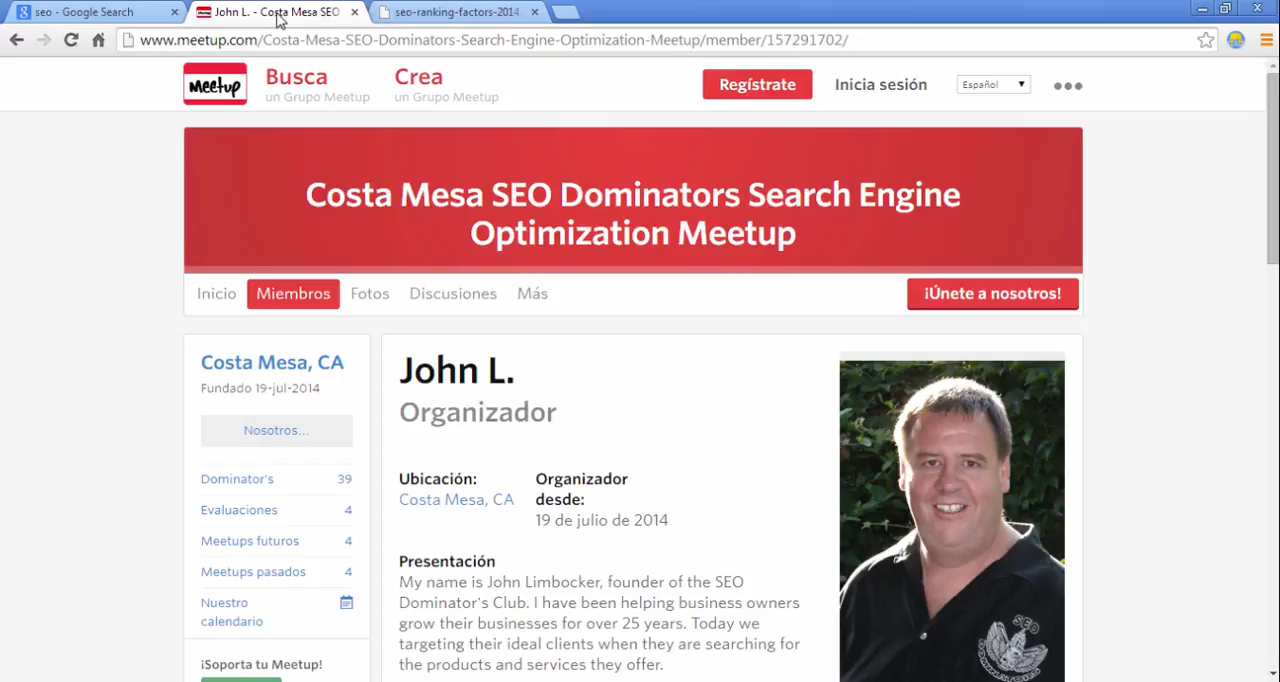 seo - Google Search
John L. - Costa Mesa SEO
seo-ranking-factors-2014.
www.meetup.com/Costa-Mesa-SEO-Dominators-Search-Engine-Optimization-Meetup/member/157291702/
Meetup
Busca
un Grupo Meetup
Crea
un Grupo Meetup
Regístrate
Inicia sesión
Español
Costa Mesa SEO Dominators Search Engine
Optimization Meetup
Inicio
Miembros
Fotos
Discusiones
Más
¡Únete a nosotros!
Costa Mesa, CA
Fundado 19-jul-2014
Nosotros...
Dominator's 39
Evaluaciones 4
Meetups futuros 4
Meetups pasados 4
Nuestro
calendario
¡Soporta tu Meetup!
John L.
Organizador
Ubicación:
Costa Mesa, CA
Organizador
desde:
19 de julio de 2014
Presentación
My name is John Limbocker, founder of the SEO
Dominator's Club. I have been helping business owners
grow their businesses for over 25 years. Today we
targeting their ideal clients when they are searching for
the products and services they offer.
SEO
DOMINATORS